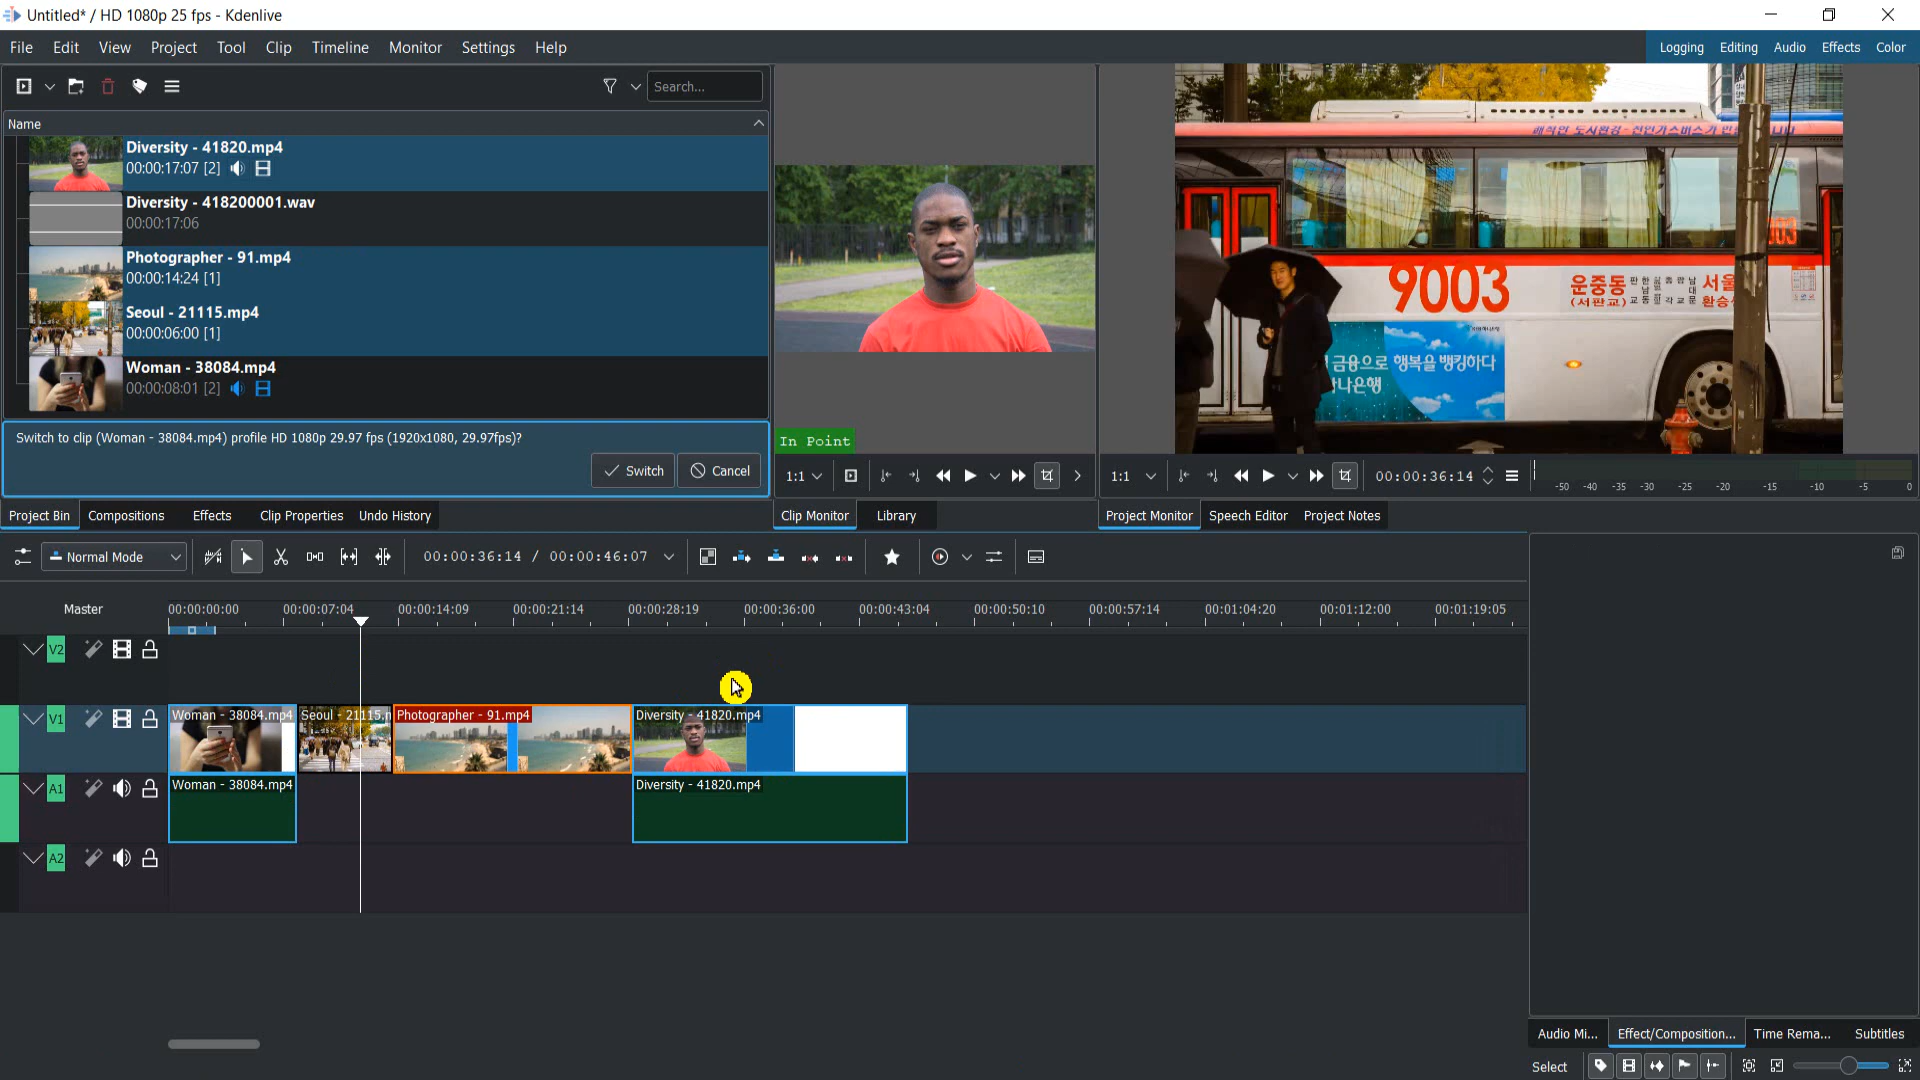 Untitled* / HD 1080p 25 fps - Kdenlive
File Edit View Project Tool Clip Timeline Monitor Settings Help
Logging Editing Audio Effects Color
Search...
Name
Diversity - 41820.mp4
00:00:17:07 [2]
Diversity - 418200001.wav
00:00:17:06
Photographer - 91.mp4
00:00:14:24 [1]
Seoul - 21115.mp4
00:00:06:00 [1]
Woman - 38084.mp4
00:00:08:01 [2]
Switch to clip (Woman - 38084.mp4) profile HD 1080p 29.97 fps (1920x1080, 29.97fps)?
Switch Cancel
Project Bin Compositions Effects Clip Properties Undo History
In Point
1:1
Clip Monitor Library
9003
003
운중동
(서판교)
서울
환승
금융으로 행복을 뱅킹하다
나은행
1:1 00:00:36:14
-50 -40 -35 -30 -25 -20 -15 -10 -5 0
Project Monitor Speech Editor Project Notes
Normal Mode 00:00:36:14 / 00:00:46:07
Master 00:00:00:00 00:00:07:04 00:00:14:09 00:00:21:14 00:00:28:19 00:00:36:00 00:00:43:04 00:00:50:10 00:00:57:14 00:01:04:20 00:01:12:00 00:01:19:05
V2
V1 Woman - 38084.mp4 Seoul - 21115.m Photographer - 91.mp4 Diversity - 41820.mp4
A1 Woman - 38084.mp4 Diversity - 41820.mp4
A2
Audio Mi... Effect/Composition... Time Rema... Subtitles
Select